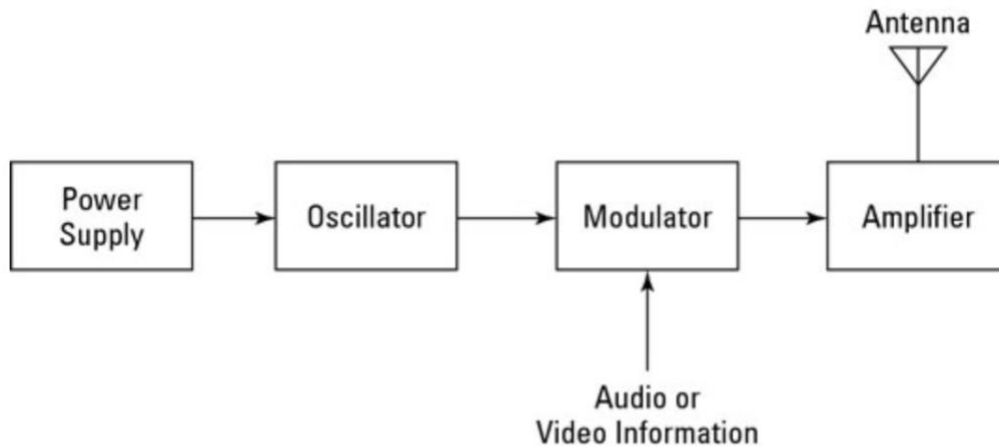 Antenna
Power
Supply
Oscillator
Modulator
Amplifier
Audio or
Video Information